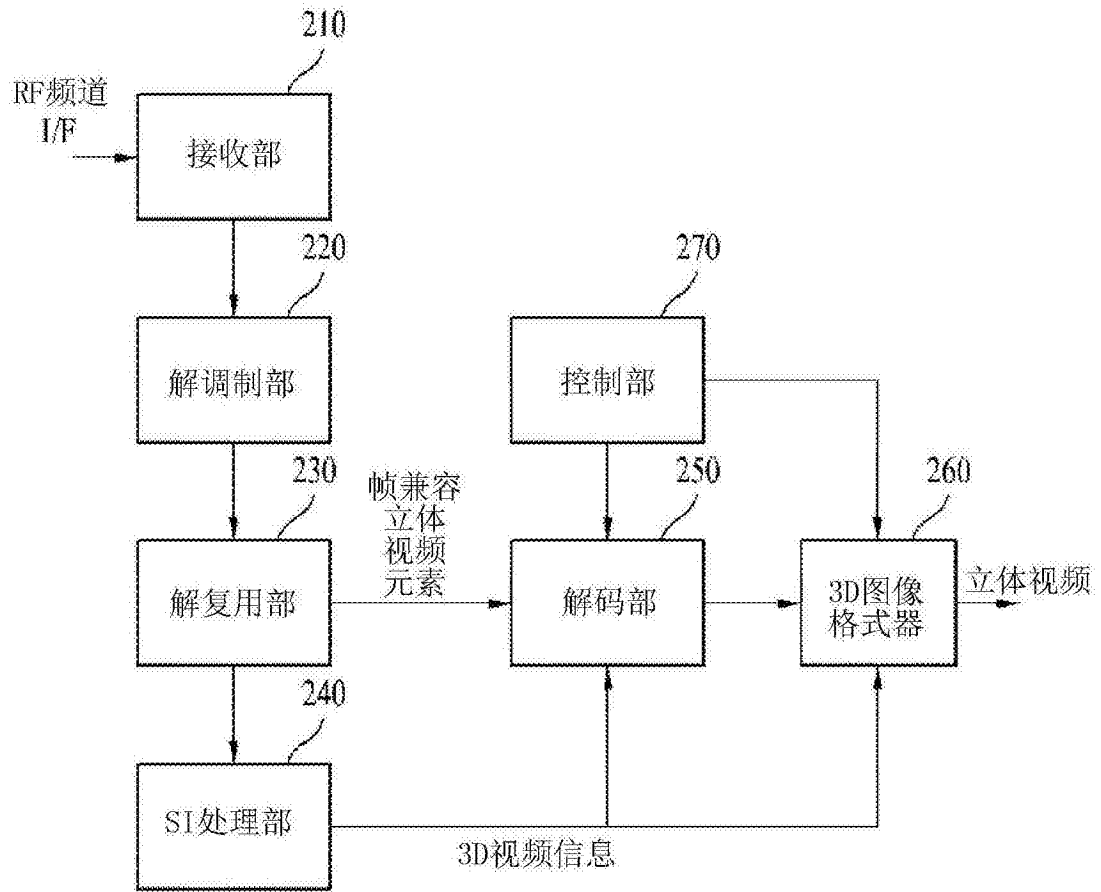 210
RF频道
I/F
接收部
220
270
解调制部
控制部
230
帧兼容
立体
视频
元素
250
260
解复用部
解码部
3D图像
格式器
立体视频
240
SI处理部
3D视频信息